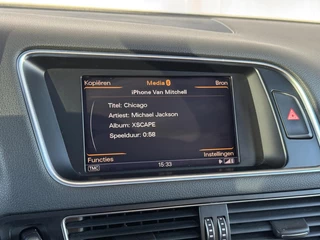 Kopiëren Media Bron
iPhone Van Mitchell
Titel: Chicago
Artiest: Michael Jackson
Album: XSCAPE
Speelduur: 0:58
Functies Instellingen
TMC 15:33